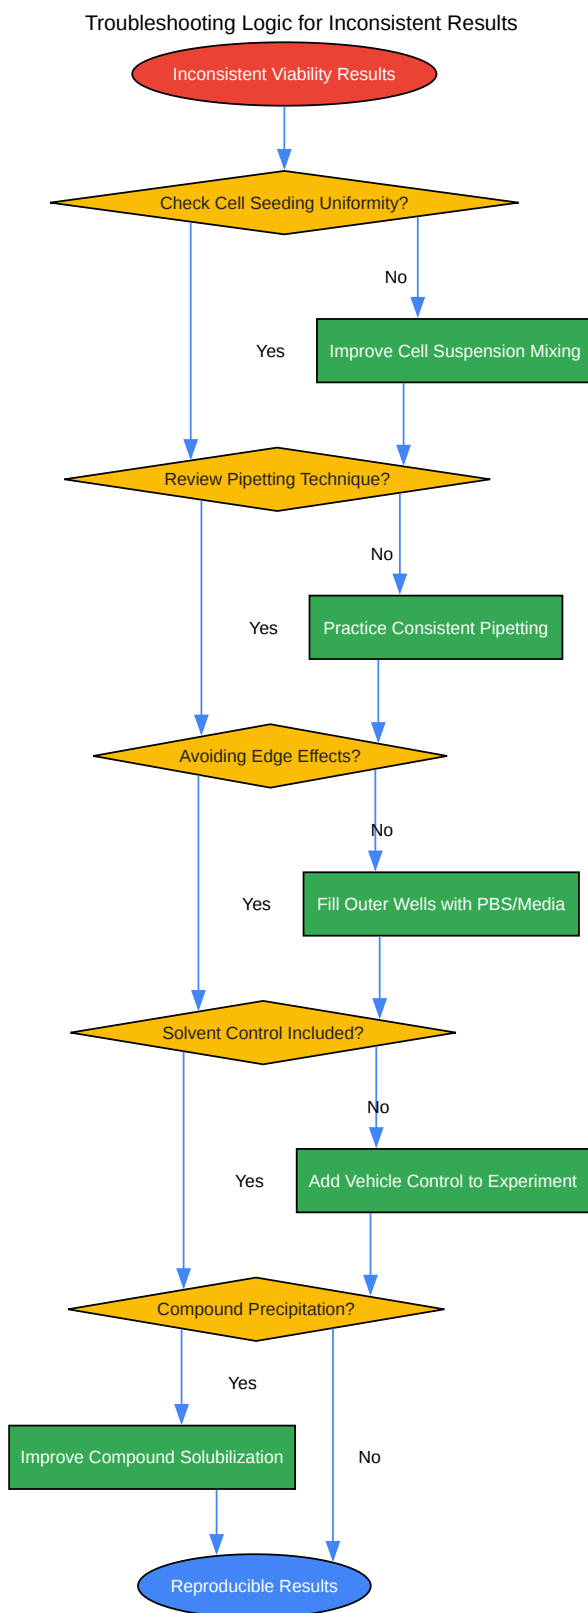 Troubleshooting Logic for Inconsistent Results
Inconsistent Viability Results
Check Cell Seeding Uniformity?
No
Yes
Improve Cell Suspension Mixing
Review Pipetting Technique?
No
Yes
Practice Consistent Pipetting
Avoiding Edge Effects?
No
Yes
Fill Outer Wells with PBS/Media
Solvent Control Included?
No
Yes
Add Vehicle Control to Experiment
Compound Precipitation?
Yes
Improve Compound Solubilization
No
Reproducible Results